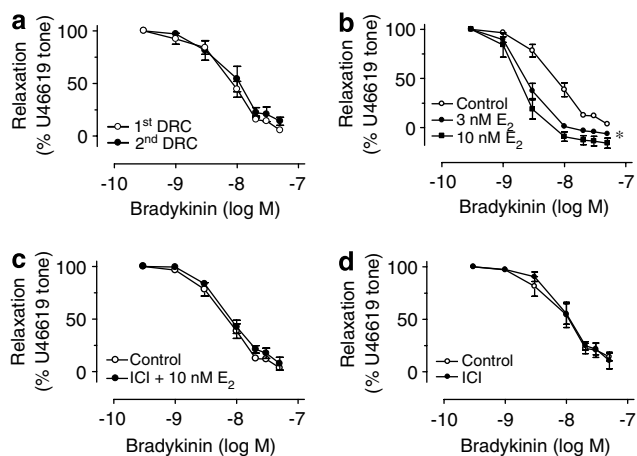 a
Relaxation
(% U46619 tone)
100
50
0
1st DRC
2nd DRC
-10
-9
-8
-7
Bradykinin (log M)
b
Relaxation
(% U46619 tone)
100
50
0
Control
3 nM E2
10 nM E2
*
-10
-9
-8
-7
Bradykinin (log M)
c
Relaxation
(% U46619 tone)
100
50
0
Control
ICI + 10 nM E2
-10
-9
-8
-7
Bradykinin (log M)
d
Relaxation
(% U46619 tone)
100
50
0
Control
ICI
-10
-9
-8
-7
Bradykinin (log M)